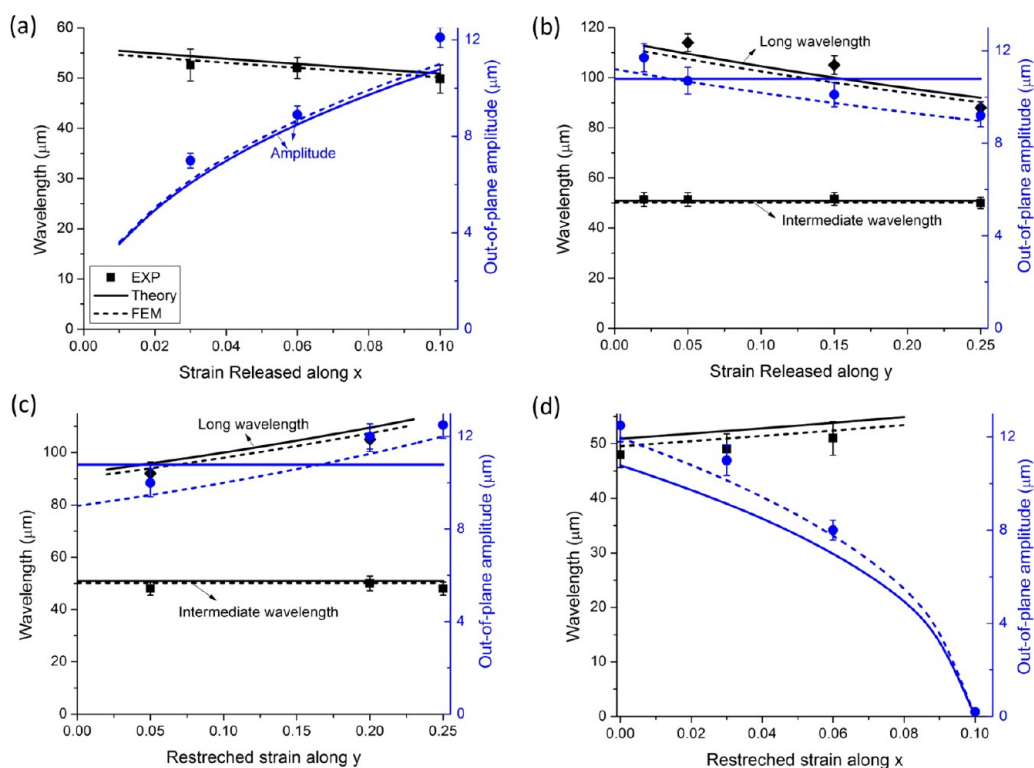 (a)
60
50
40
30
20
10
0
Wavelength (μm)
12
8
4
0
Out-of-plane amplitude (μm)
Amplitude
EXP
Theory
FEM
0.00 0.02 0.04 0.06 0.08 0.10
Strain Released along x
(b)
120
100
80
60
40
20
0
Wavelength (μm)
12
8
4
0
Out-of-plane amplitude (μm)
Long wavelength
Intermediate wavelength
0.00 0.05 0.10 0.15 0.20 0.25
Strain Released along y
(c)
100
80
60
40
20
0
Wavelength (μm)
12
8
4
0
Out-of-plane amplitude (μm)
Long wavelength
Intermediate wavelength
0.00 0.05 0.10 0.15 0.20 0.25
Restreched strain along y
(d)
50
40
30
20
10
0
Wavelength (μm)
12
8
4
0
Out-of-plane amplitude (μm)
0.00 0.02 0.04 0.06 0.08 0.10
Restreched strain along x